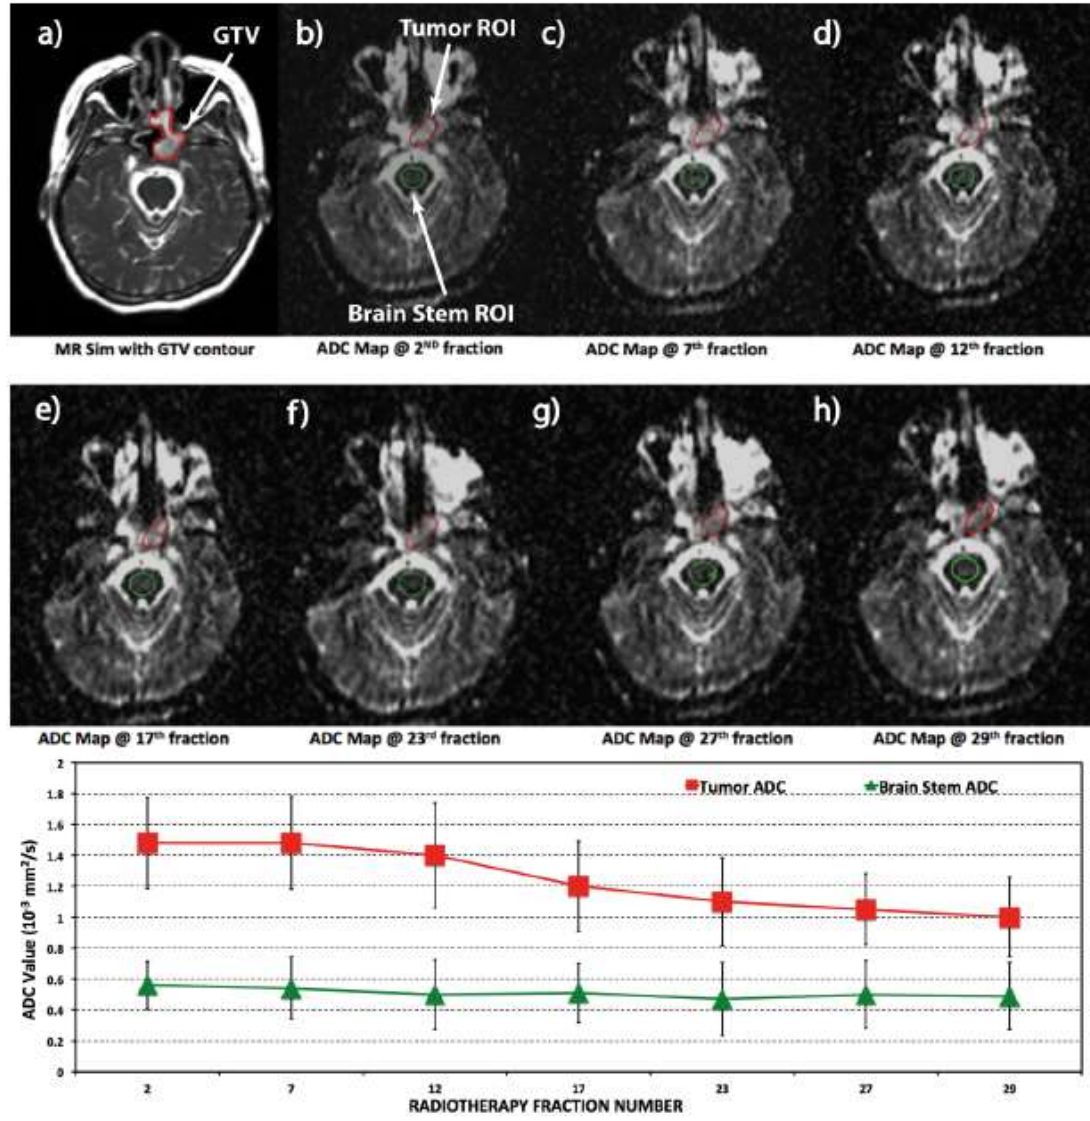 a)
GTV
b)
Tumor ROI
c)
d)
Brain Stem ROI
MR Sim with GTV contour
ADC Map @ 2ND fraction
ADC Map @ 7th fraction
ADC Map @ 12th fraction
e)
f)
g)
h)
ADC Map @ 17th fraction
ADC Map @ 23rd fraction
ADC Map @ 27th fraction
ADC Map @ 29th fraction
2
1.8
1.6
1.4
1.2
1
0.8
0.6
0.4
0.2
0
Tumor ADC
Brain Stem ADC
ADC Value (10-3 mm2/s)
2 7 12 17 23 27 29
RADIOTHERAPY FRACTION NUMBER